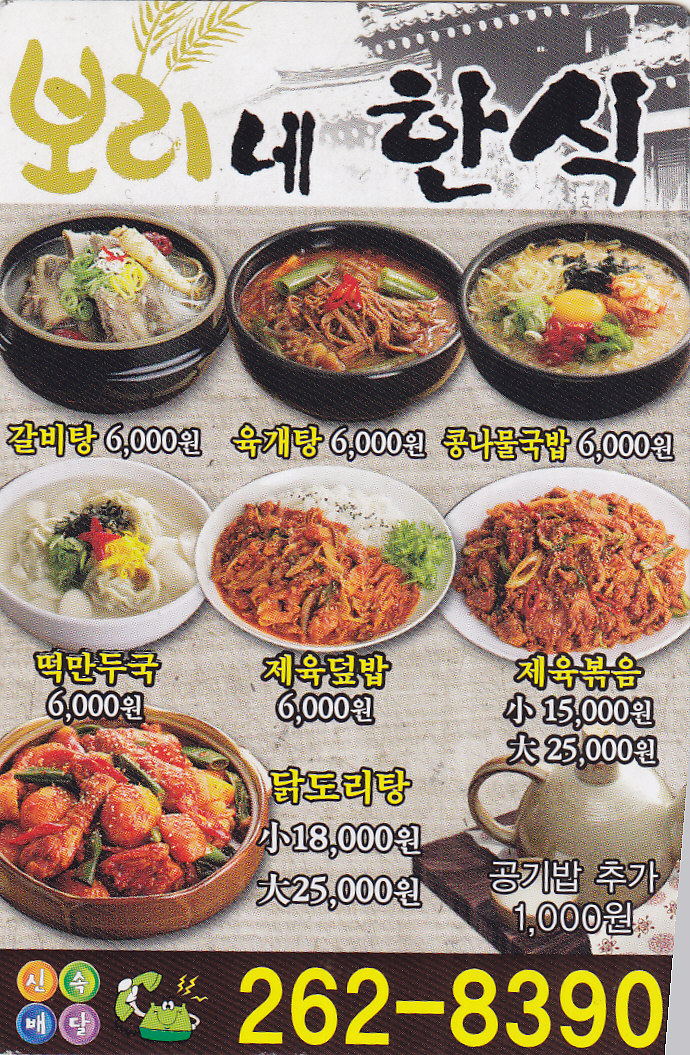 보리네 한식
갈비탕 6,000원
육개탕 6,000원
콩나물국밥 6,000원
떡만두국
6,000원
제육덮밥
6,000원
제육볶음
小 15,000원
大 25,000원
닭도리탕
小18,000원
大25,000원
공기밥 추가
1,000원
신속
배달
262-8390